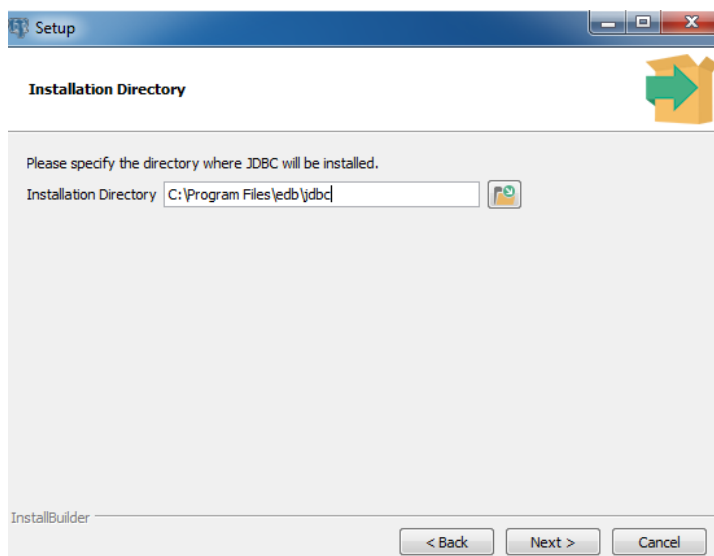 Setup
Installation Directory
Please specify the directory where JDBC will be installed.
Installation Directory C:\Program Files\edb\jdbc
InstallBuilder
< Back Next > Cancel